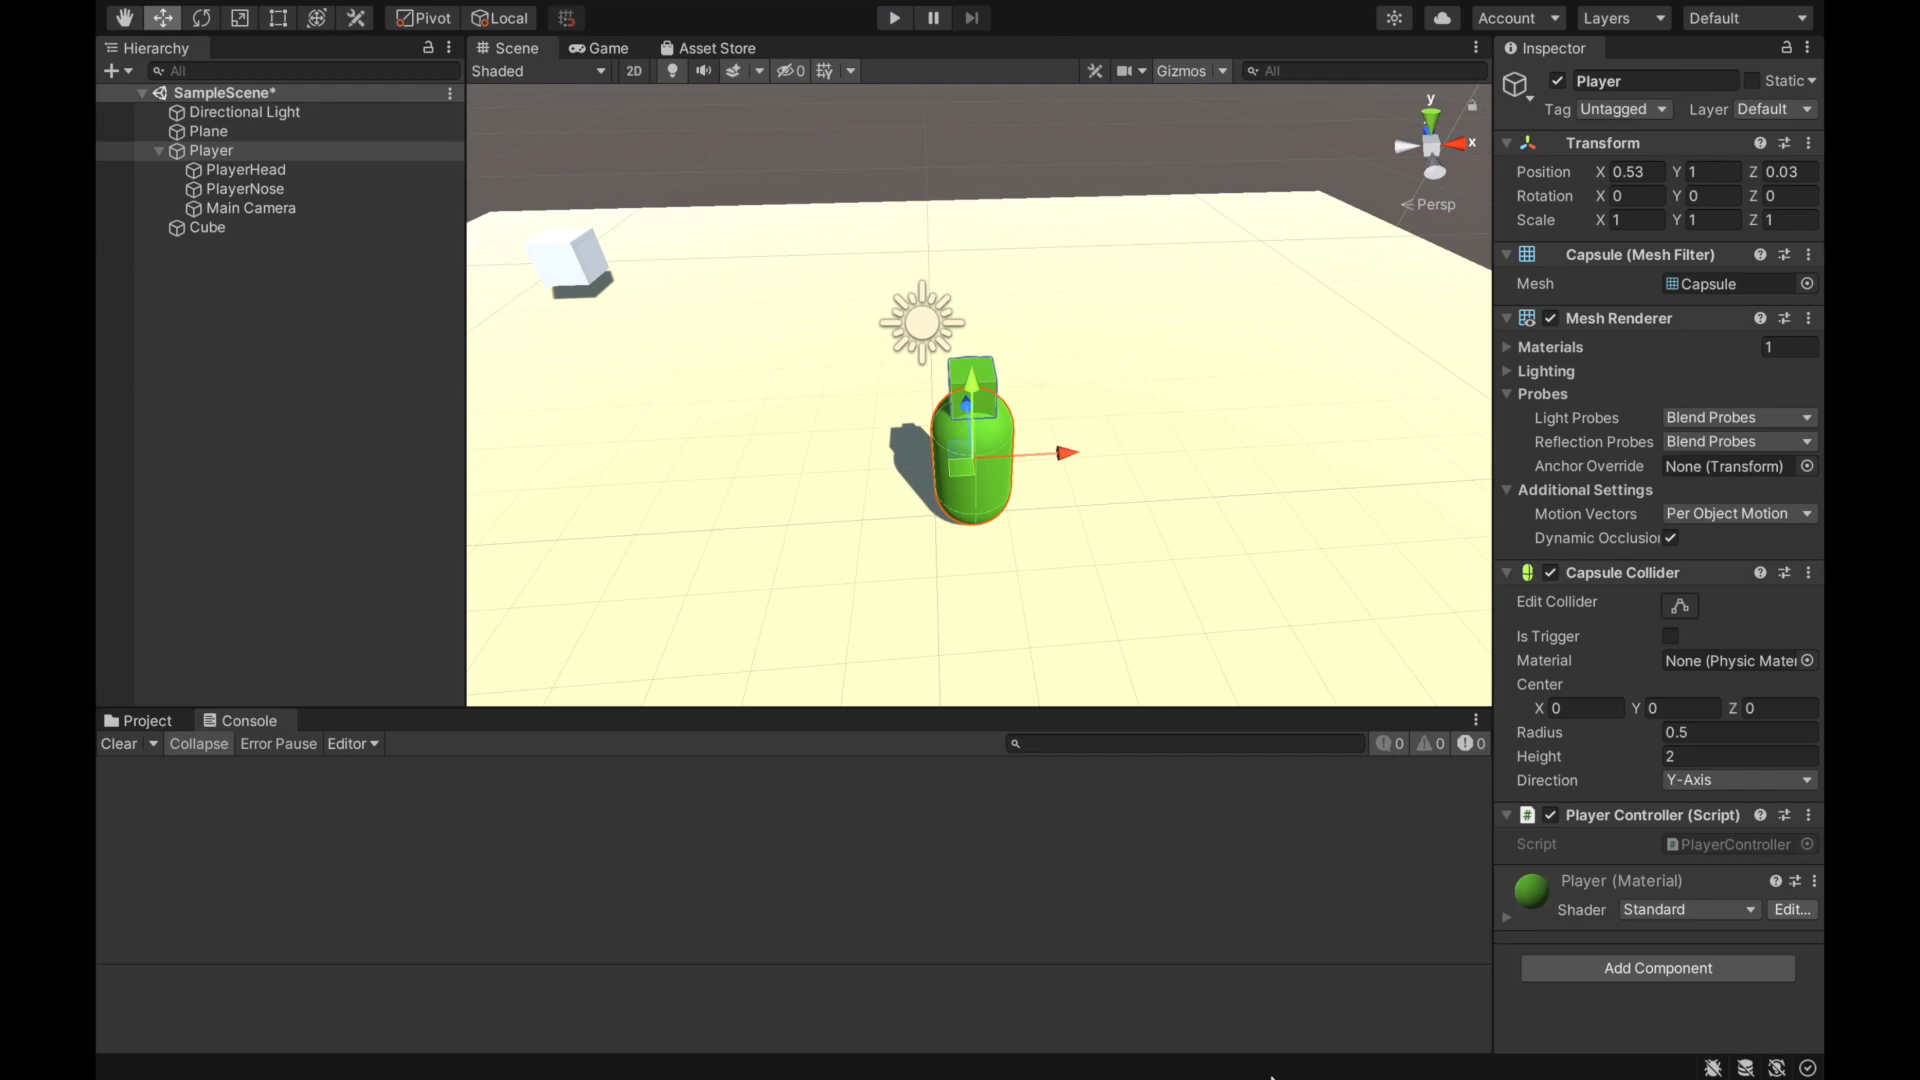 Pivot Local Account Layers Default
Hierarchy
All
SampleScene*
Directional Light
Plane
Player
PlayerHead
PlayerNose
Main Camera
Cube
Scene Game Asset Store
Shaded 2D 0 Gizmos All
y
x
Persp
Project Console
Clear Collapse Error Pause Editor 0 0 0
Inspector
Player Static
Tag Untagged Layer Default
Transform
Position X 0.53 Y 1 Z 0.03
Rotation X 0 Y 0 Z 0
Scale X 1 Y 1 Z 1
Capsule (Mesh Filter)
Mesh Capsule
Mesh Renderer
Materials 1
Lighting
Probes
Light Probes Blend Probes
Reflection Probes Blend Probes
Anchor Override None (Transform)
Additional Settings
Motion Vectors Per Object Motion
Dynamic Occlusio
Capsule Collider
Edit Collider
Is Trigger
Material None (Physic Mate
Center
X 0 Y 0 Z 0
Radius 0.5
Height 2
Direction Y-Axis
# Player Controller (Script)
Script PlayerController
Player (Material)
Shader Standard Edit...
Add Component